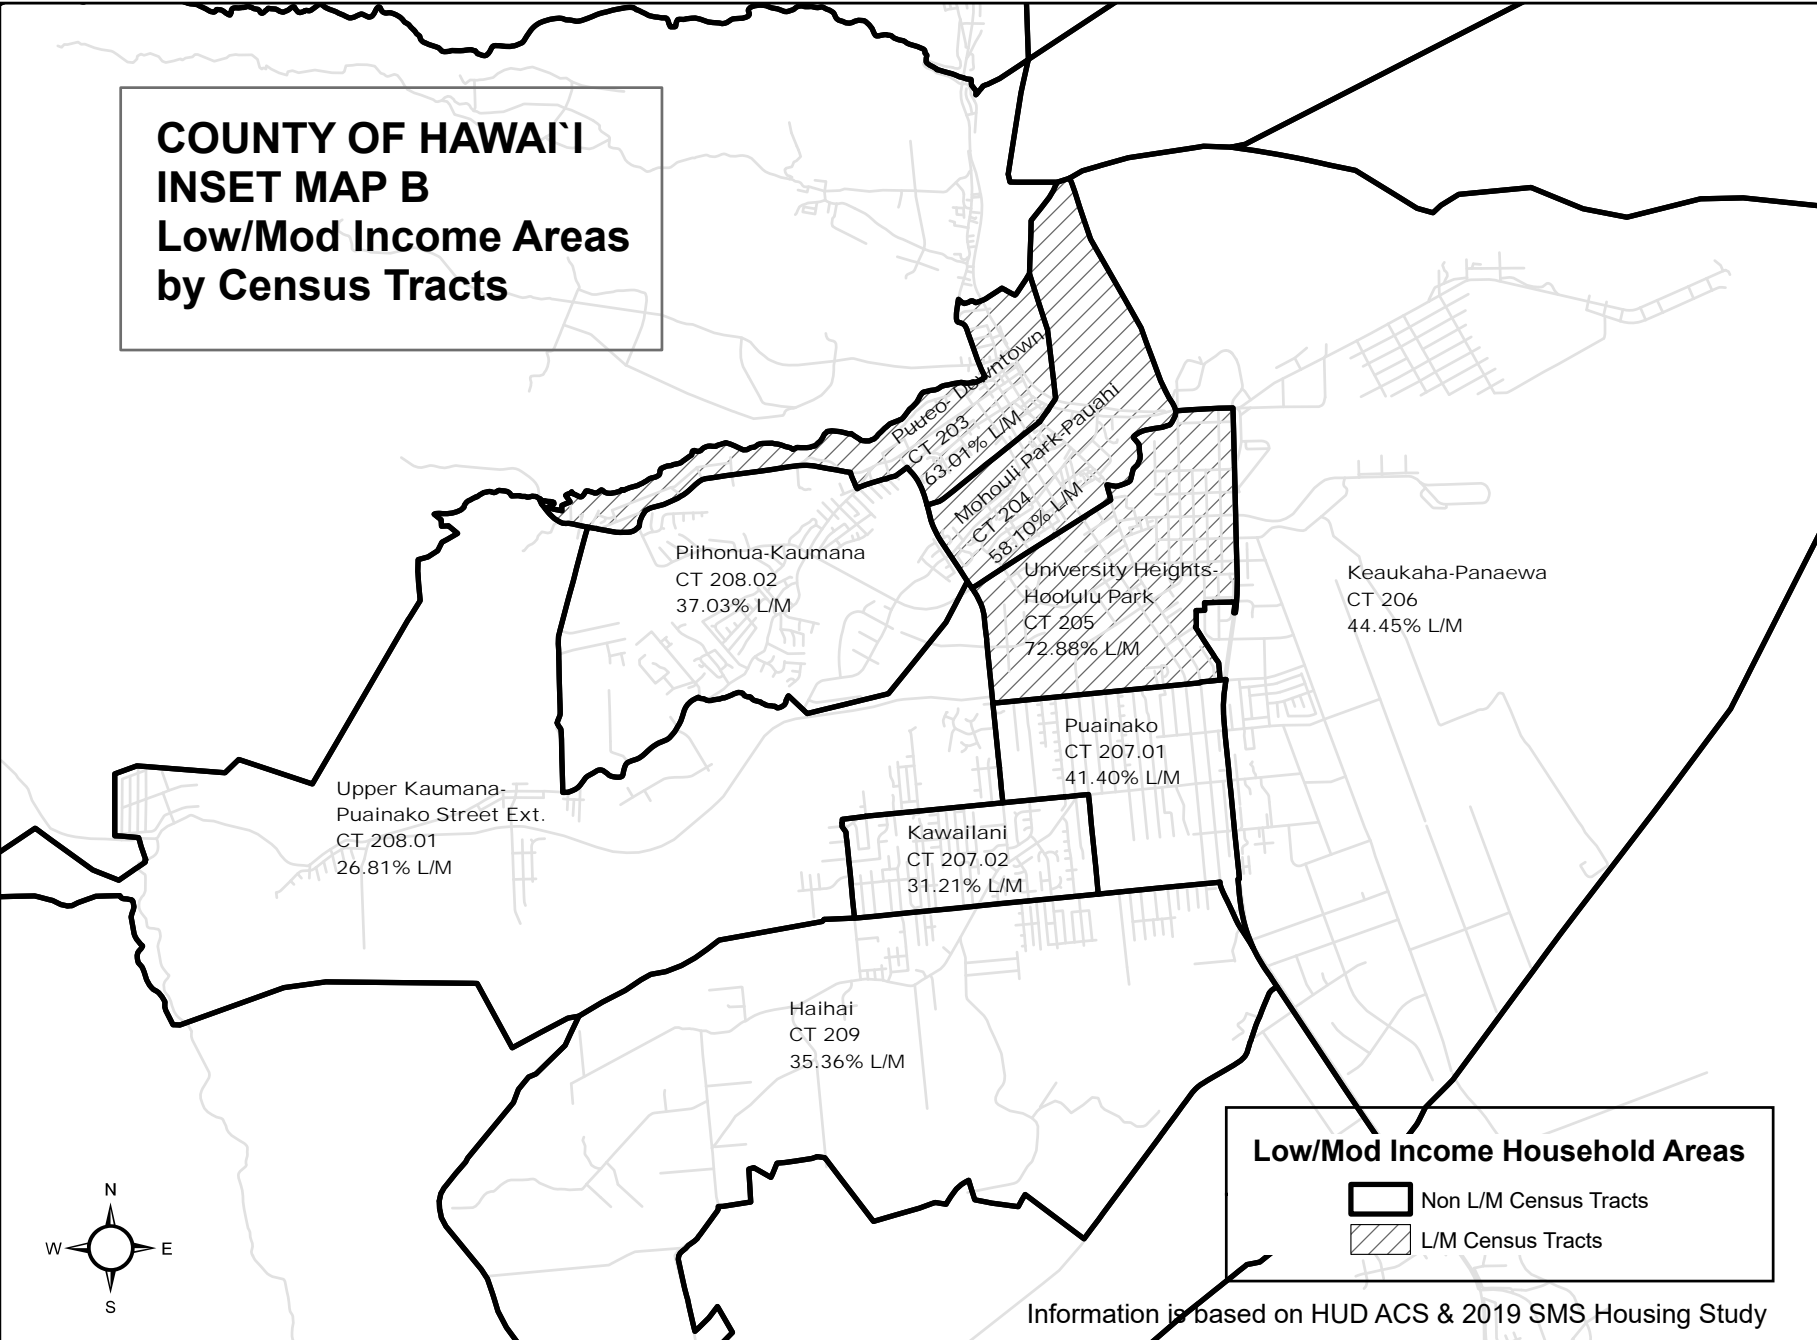 COUNTY OF HAWAI`I
INSET MAP B
Low/Mod Income Areas
by Census Tracts
Puueo- Downtown
CT 203
63.01% L/M
Mohouli Park-Pauahi
CT 204
58.10% L/M
Piihonua-Kaumana
CT 208.02
37.03% L/M
University Heights-
Hoolulu Park
CT 205
72.88% L/M
Keaukaha-Panaewa
CT 206
44.45% L/M
Puainako
CT 207.01
41.40% L/M
Upper Kaumana-
Puainako Street Ext.
CT 208.01
26.81% L/M
Kawailani
CT 207.02
31.21% L/M
Haihai
CT 209
35.36% L/M
N
W E
S
Low/Mod Income Household Areas
Non L/M Census Tracts
L/M Census Tracts
Information is based on HUD ACS & 2019 SMS Housing Study